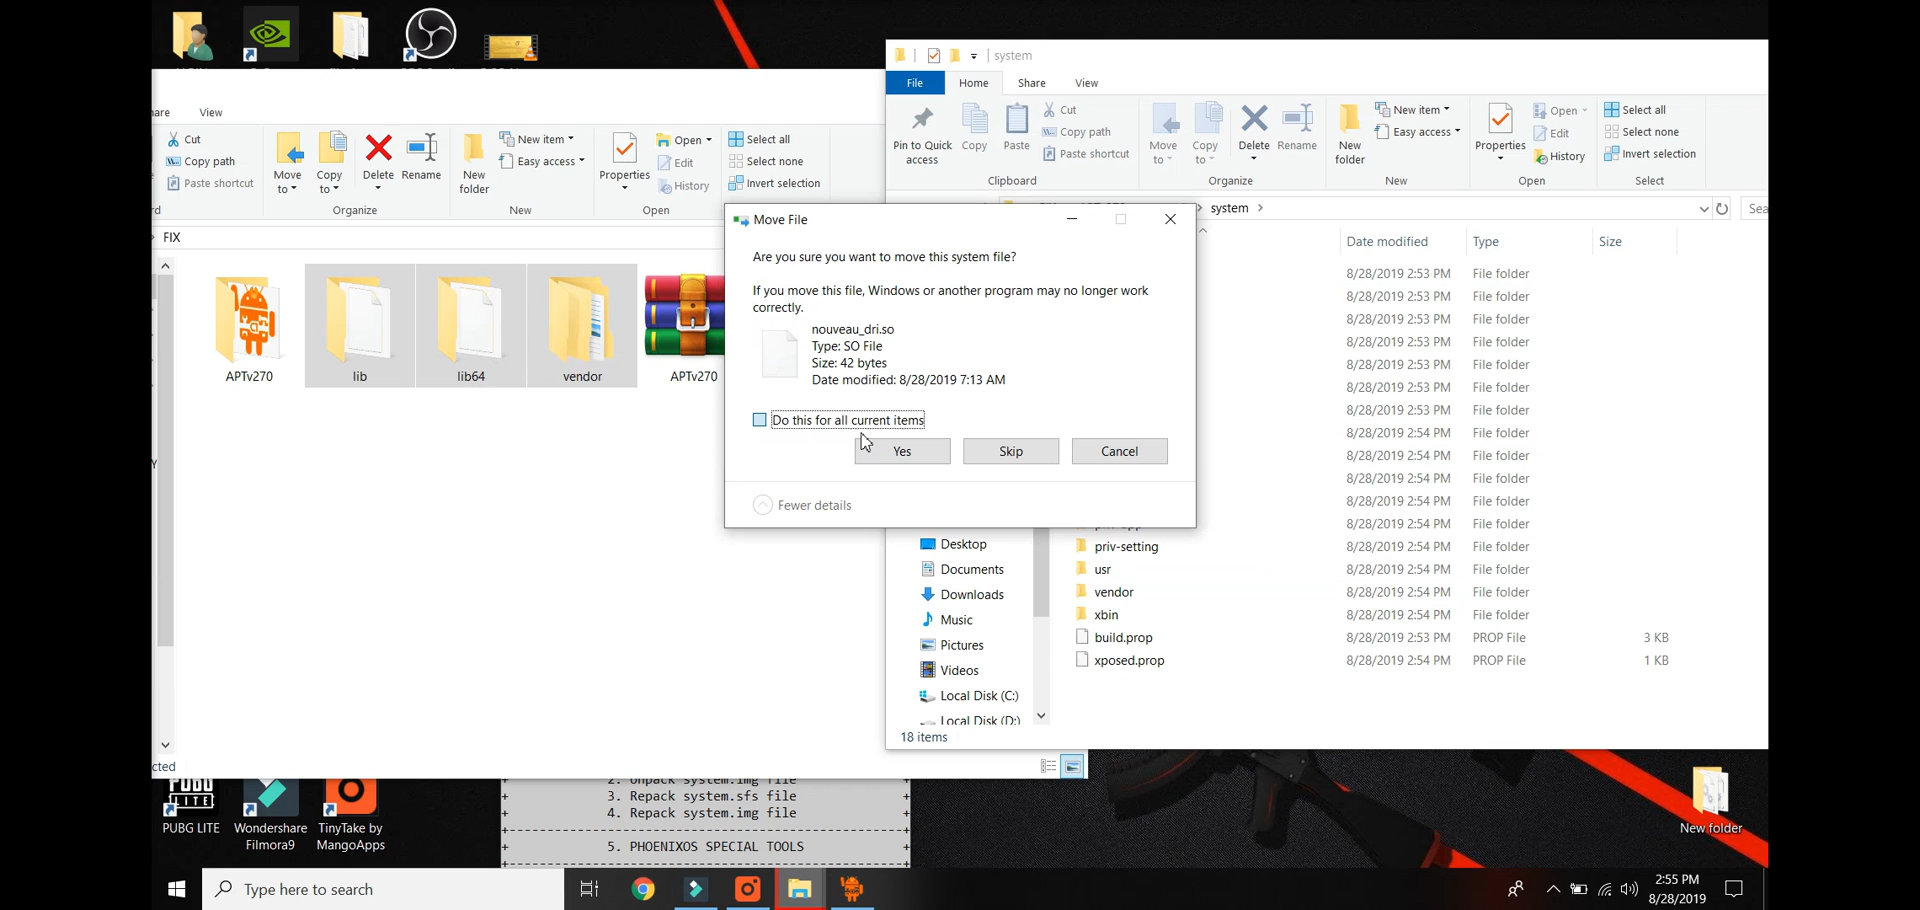 system
File Home Share View
Pin to Quick access
Copy
Paste
Cut
Copy path
Paste shortcut
Clipboard
Move to
Copy to
Delete
Rename
Organize
New folder
New item
Easy access
New
Properties
Open
Edit
History
Open
Select all
Select none
Invert selection
Select
system
Sea
Date modified Type Size
8/28/2019 2:53 PM File folder
8/28/2019 2:53 PM File folder
8/28/2019 2:53 PM File folder
8/28/2019 2:53 PM File folder
8/28/2019 2:53 PM File folder
8/28/2019 2:53 PM File folder
8/28/2019 2:53 PM File folder
8/28/2019 2:53 PM File folder
8/28/2019 2:54 PM File folder
8/28/2019 2:54 PM File folder
8/28/2019 2:54 PM File folder
8/28/2019 2:54 PM File folder
priv-setting 8/28/2019 2:54 PM File folder
usr 8/28/2019 2:54 PM File folder
vendor 8/28/2019 2:54 PM File folder
xbin 8/28/2019 2:54 PM File folder
build.prop 8/28/2019 2:53 PM PROP File 3 KB
xposed.prop 8/28/2019 2:54 PM PROP File 1 KB
Desktop
Documents
Downloads
Music
Pictures
Videos
Local Disk (C:)
Local Disk (D:)
18 items
are View
Cut
Copy path
Paste shortcut
rd
Move to
Copy to
Delete
Rename
Organize
New folder
New item
Easy access
New
Properties
Open
Edit
History
Open
Select all
Select none
Invert selection
FIX
APTv270
lib
lib64
vendor
APTv270
cted
Move File
Are you sure you want to move this system file?
If you move this file, Windows or another program may no longer work
correctly.
nouveau_dri.so
Type: SO File
Size: 42 bytes
Date modified: 8/28/2019 7:13 AM
Do this for all current items
Yes Skip Cancel
Fewer details
PUBG LITE
PUBG LITE
Wondershare Filmora9
TinyTake by MangoApps
+ 2. Unpack system.img file +
+ 3. Repack system.sfs file +
+ 4. Repack system.img file +
+ 5. PHOENIXOS SPECIAL TOOLS +
New folder
Type here to search
2:55 PM
8/28/2019